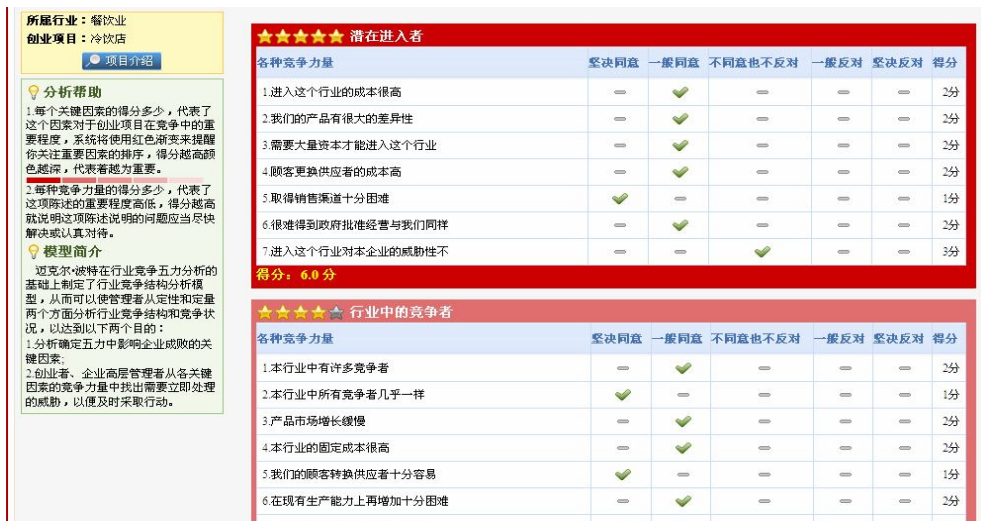 所属行业：餐饮业
创业项目：冷饮店
项目介绍
分析帮助
1.每个关键因素的得分多少，代表了
这个因素对于创业项目在竞争中的重
要程度，系统将使用红色渐变来提醒
你关注重要因素的排序，得分越高颜
色越深，代表着越为重要。
2.每种竞争力量的得分多少，代表了
这项陈述的重要程度高低，得分越高
就说明这项陈述说明的问题应当尽快
解决或认真对待。
模型简介
迈克尔·波特在行业竞争五力分析的
基础上制定了行业竞争结构分析模
型，从而可以使管理者从定性和定量
两个方面分析行业竞争结构和竞争状
况，以达到以下两个目的：
1.分析确定五力中影响企业成败的关
键因素;
2.创业者、企业高层管理者从各关键
因素的竞争力量中找出需要立即处理
的威胁，以便及时采取行动。
潜在进入者
各种竞争力量 坚决同意 一般同意 不同意也不反对 一般反对 坚决反对 得分
1.进入这个行业的成本很高 2分
2.我们的产品有很大的差异性 2分
3.需要大量资本才能进入这个行业 2分
4.顾客更换供应者的成本高 2分
5.取得销售渠道十分困难 1分
6.很难得到政府批准经营与我们同样 2分
7.进入这个行业对本企业的威胁性不 3分
得分：6.0 分
行业中的竞争者
各种竞争力量 坚决同意 一般同意 不同意也不反对 一般反对 坚决反对 得分
1.本行业中有许多竞争者 2分
2.本行业中所有竞争者几乎一样 1分
3.产品市场增长缓慢 2分
4.本行业的固定成本很高 2分
5.我们的顾客转换供应者十分容易 1分
6.在现有生产能力上再增加十分困难 2分